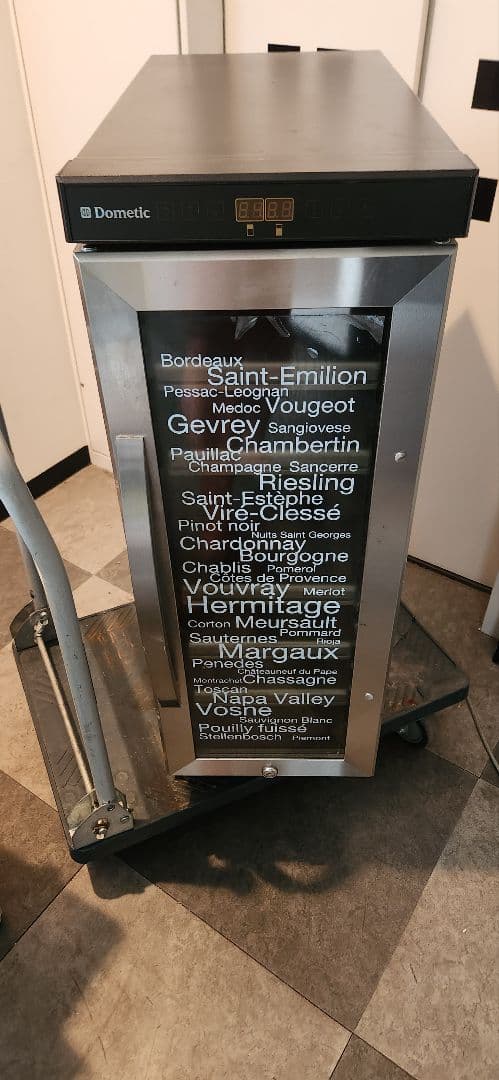 Dometic
Bordeaux
Saint-Emilion
Pessac-Leognan
Medoc Vougeot
Gevrey Sangiovese
Chambertin
Pauillac
Champagne Sancerre
Riesling
Saint-Estèphe
Viré-Clessé
Pinot noir
Nuits Saint Georges
Chardonnay
Bourgogne
Chablis Pomerol
Côtes de Provence
Vouvray Merlot
Hermitage
Corton Meursault
Pommard
Sauternes Rioja
Margaux
Penedes
Châteauneuf du Pape
Montrachet Chassagne
Toscan
Napa Valley
Vosne
Sauvignon Blanc
Pouilly fuissé
Stellenbosch Piemont